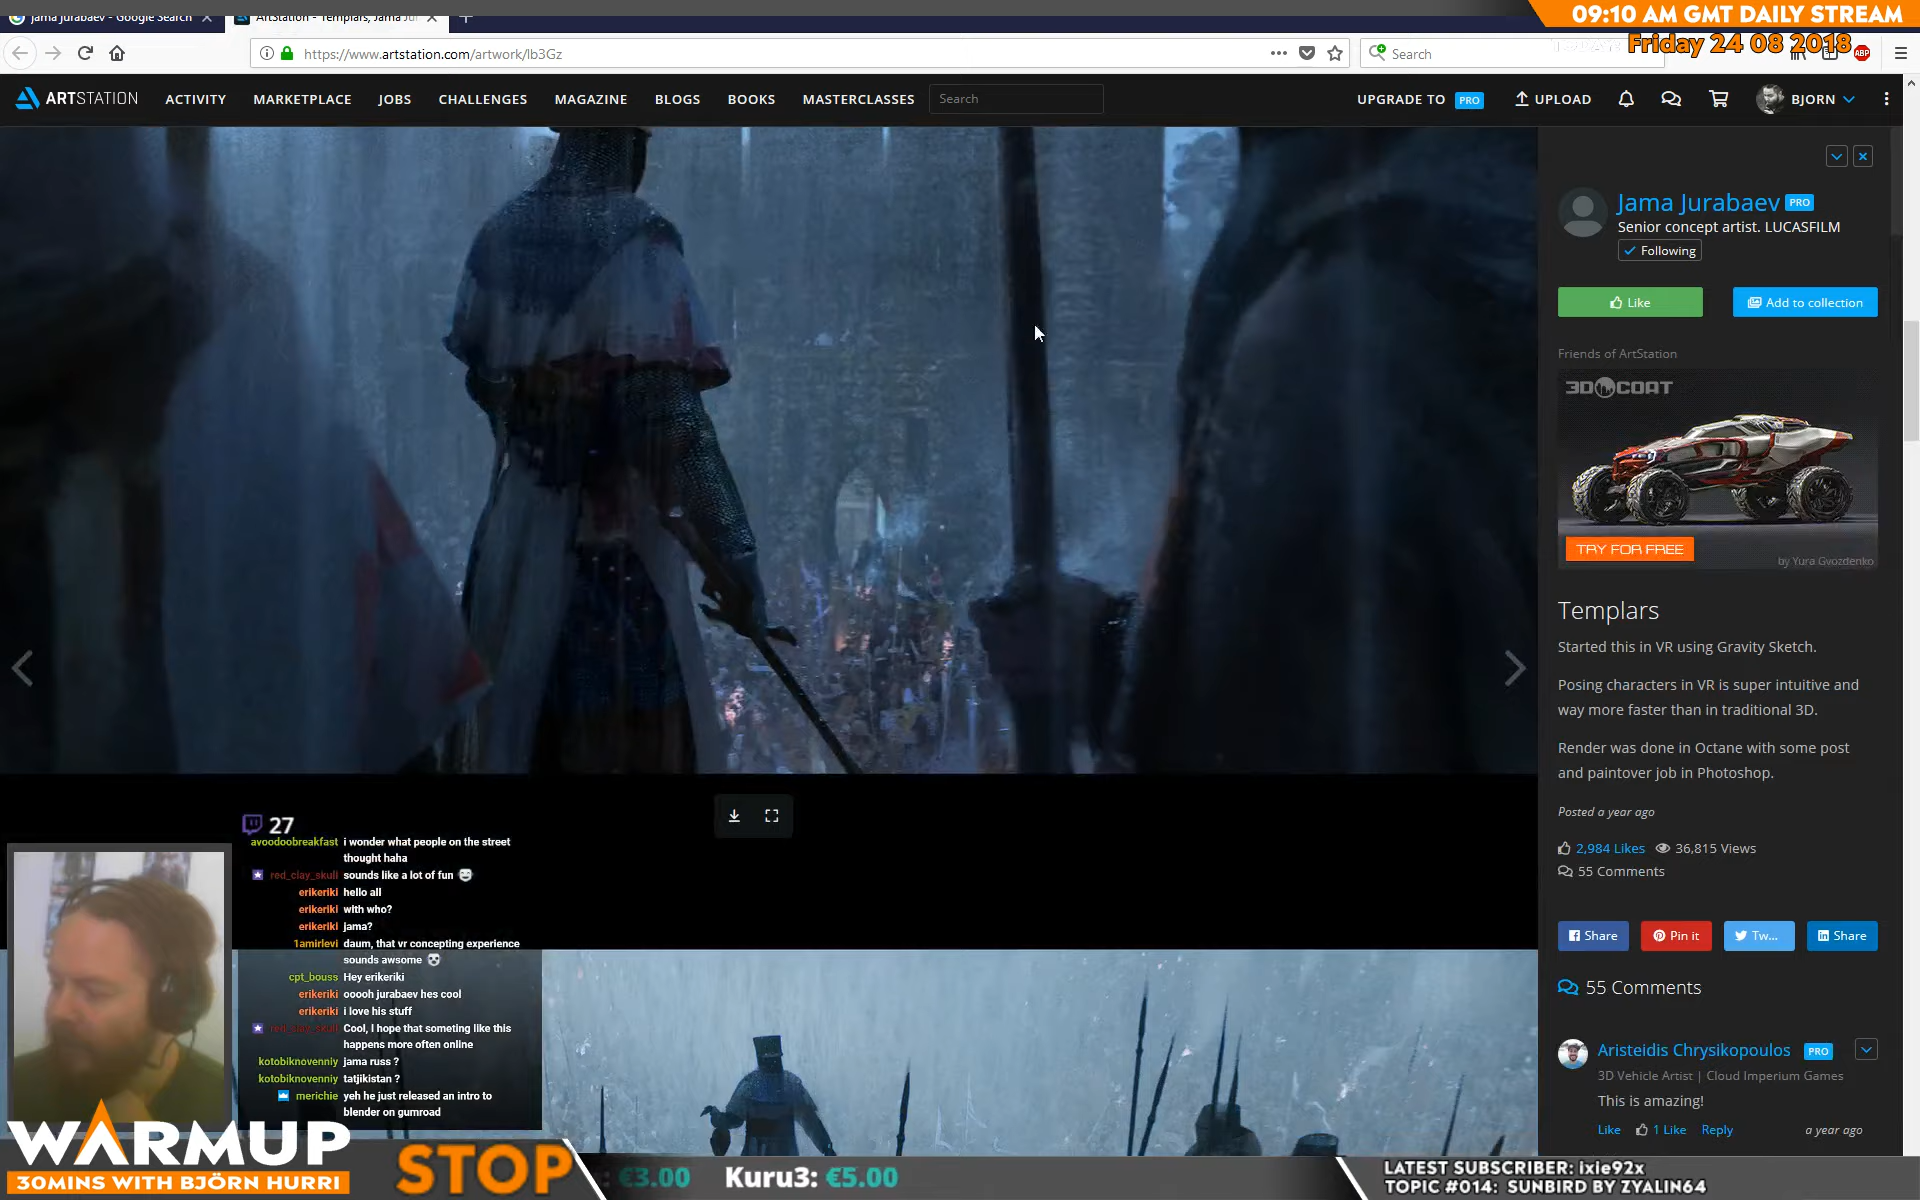 jama jurabaev - Google Search
ArtStation - Templars, Jama Jur
09:10 AM GMT DAILY STREAM
Friday 24 08 2018
https://www.artstation.com/artwork/lb3Gz
Search
ABP
ARTSTATION
ACTIVITY
MARKETPLACE
JOBS
CHALLENGES
MAGAZINE
BLOGS
BOOKS
MASTERCLASSES
Search
UPGRADE TO PRO
UPLOAD
BJORN
Jama Jurabaev PRO
Senior concept artist. LUCASFILM
Following
Like
Add to collection
Friends of ArtStation
3DCOAT
TRY FOR FREE
by Yura Gvozdenko
Templars
Started this in VR using Gravity Sketch.
Posing characters in VR is super intuitive and
way more faster than in traditional 3D.
Render was done in Octane with some post
and paintover job in Photoshop.
Posted a year ago
2,984 Likes 36,815 Views
55 Comments
Share
Pin it
Tw...
Share
55 Comments
Aristeidis Chrysikopoulos PRO
3D Vehicle Artist | Cloud Imperium Games
This is amazing!
Like 1 Like Reply a year ago
27
avoodoobreakfast i wonder what people on the street
thought haha
red_clay_skull sounds like a lot of fun
erikeriki hello all
erikeriki with who?
erikeriki jama?
1amirlevi daum, that vr concepting experience
sounds awsome
cpt_bouss Hey erikeriki
erikeriki ooooh jurabaev hes cool
erikeriki i love his stuff
red_clay_skull Cool, I hope that someting like this
happens more often online
kotobiknovenniy jama russ ?
kotobiknovenniy tatjikistan ?
merichie yeh he just released an intro to
blender on gumroad
WARMUP
30MINS WITH BJÖRN HURRI
STOP
: €3.00 Kuru3: €5.00
LATEST SUBSCRIBER: ixie92x
TOPIC #014: SUNBIRD BY ZYALIN64